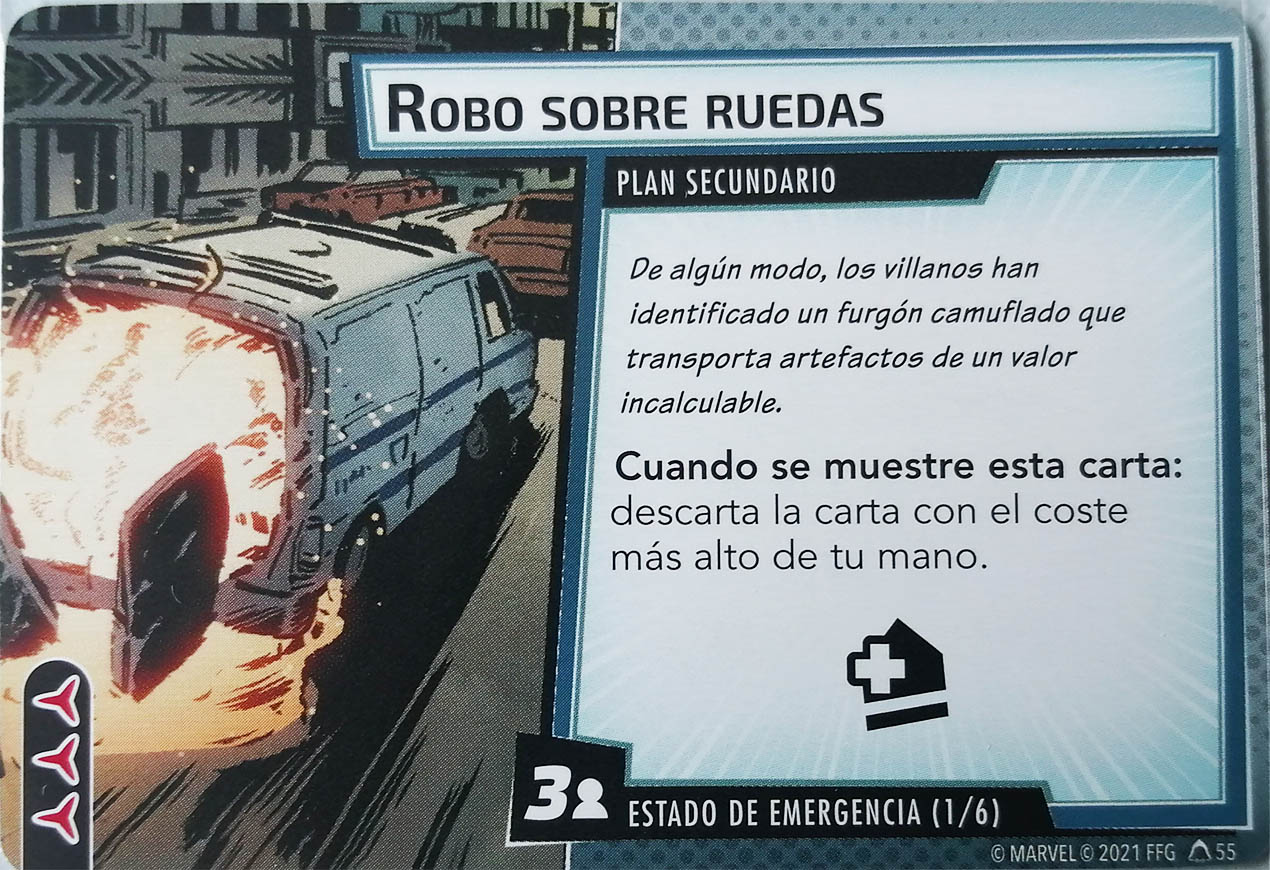 Robo sobre ruedas
PLAN SECUNDARIO
De algún modo, los villanos han
identificado un furgón camuflado que
transporta artefactos de un valor
incalculable.
Cuando se muestre esta carta:
descarta la carta con el coste
más alto de tu mano.
3
ESTADO DE EMERGENCIA (1/6)
© MARVEL © 2021 FFG 55